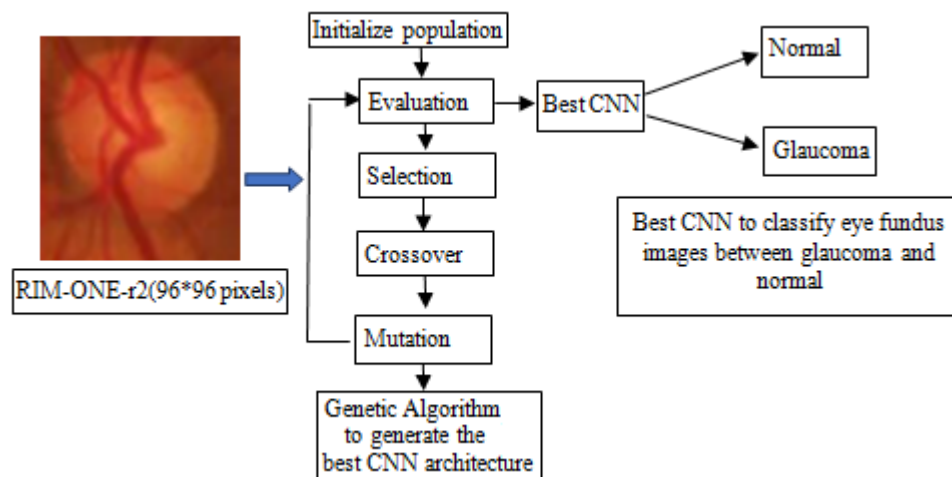 Initialize population
Evaluation
Selection
Crossover
Mutation
Genetic Algorithm
to generate the
best CNN architecture
RIM-ONE-r2(96*96 pixels)
Best CNN
Normal
Glaucoma
Best CNN to classify eye fundus
images between glaucoma and
normal